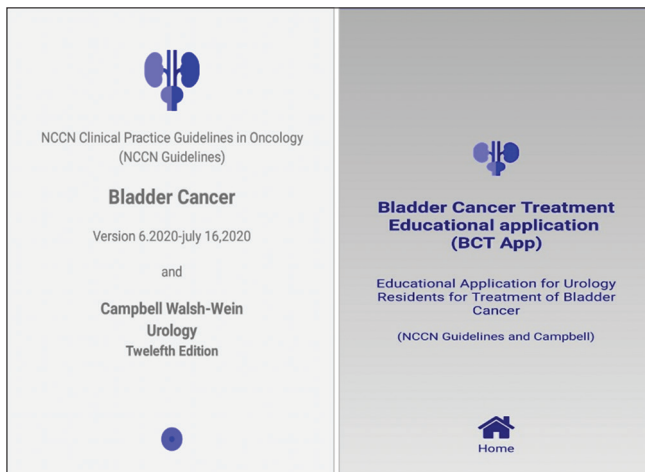 NCCN Clinical Practice Guidelines in Oncology
(NCCN Guidelines)
Bladder Cancer
Version 6.2020-july 16,2020
and
Campbell Walsh-Wein
Urology
Twelefth Edition
Bladder Cancer Treatment
Educational application
(BCT App)
Educational Application for Urology
Residents for Treatment of Bladder
Cancer
(NCCN Guidelines and Campbell)
Home